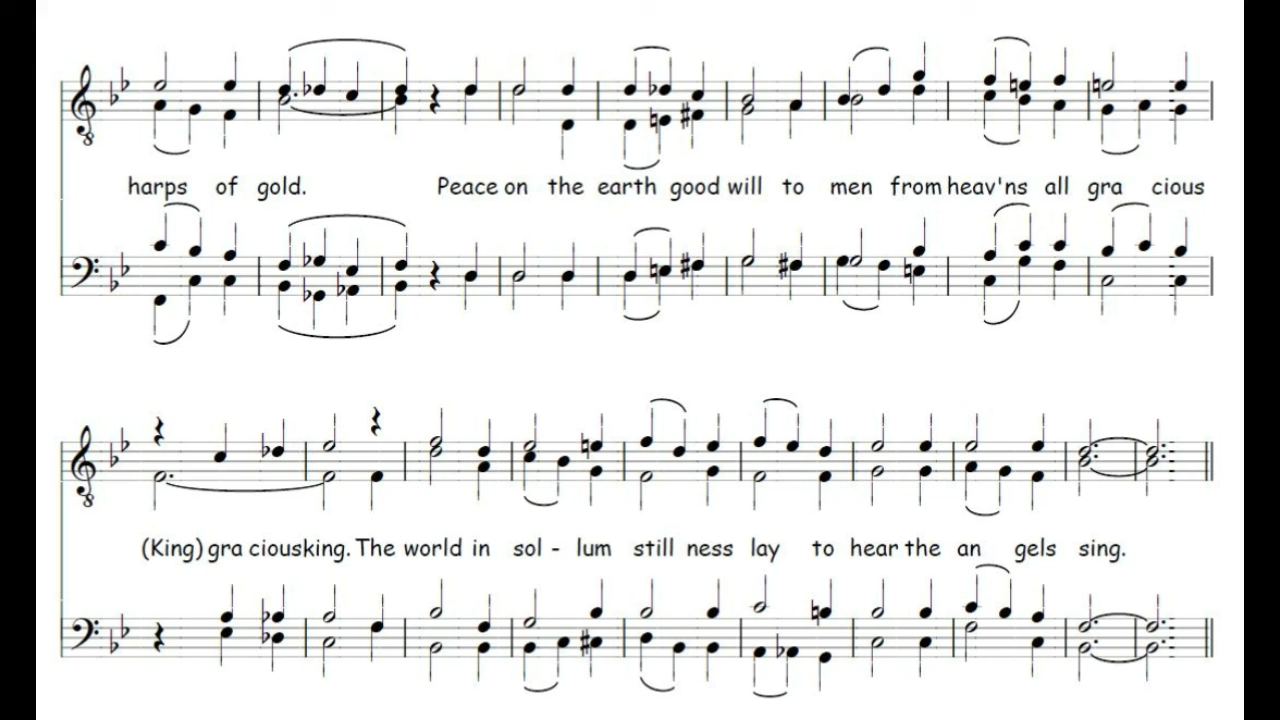 harps of gold. Peace on the earth good will to men from heav'ns all gra cious
(King) gra ciousking. The world in sol - lum still ness lay to hear the an gels sing.